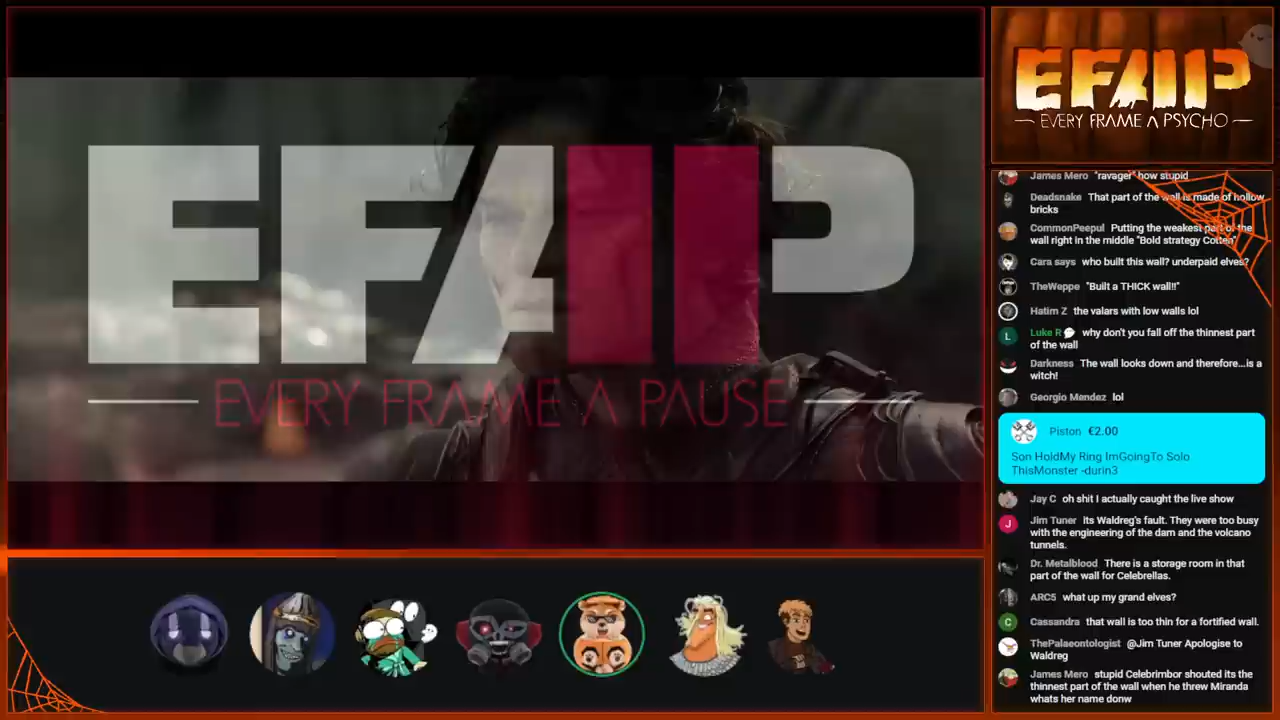 EFAP
EVERY FRAME A PAUSE
EFAP
EVERY FRAME A PSYCHO
James Mero "ravager" how stupid
Deadsnake That part of the wall is made of hollow
bricks
CommonPeepul Putting the weakest part of the
wall right in the middle "Bold strategy Cotten"
Cara says who built this wall? underpaid elves?
TheWeppe "Built a THICK wall!!"
Hatim Z the valars with low walls lol
Luke R why don't you fall off the thinnest part
of the wall
Darkness The wall looks down and therefore...is a
witch!
Georgio Mendez lol
Piston €2.00
Son HoldMy Ring ImGoingTo Solo
ThisMonster -durin3
Jay C oh shit I actually caught the live show
J
Jim Tuner Its Waldreg's fault. They were too busy
with the engineering of the dam and the volcano
tunnels.
Dr. Metalblood There is a storage room in that
part of the wall for Celebrellas.
ARC5 what up my grand elves?
C
Cassandra that wall is too thin for a fortified wall.
ThePalaeontologist @Jim Tuner Apologise to
Waldreg
James Mero stupid Celebrimbor shouted its the
thinnest part of the wall when he threw Miranda
whats her name donw